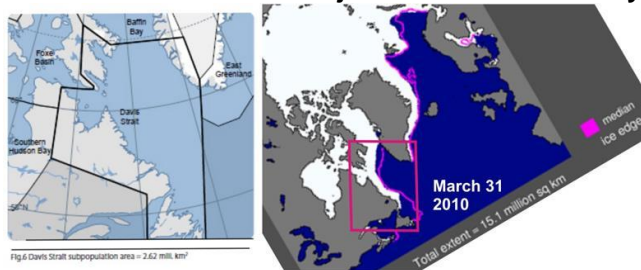 Baffin
Bay
Foxe
Basin
East
Greenland
Davis
Strait
Southern
Hudson Bay
Fig.6 Davis Strait subpopulation area = 2.62 mill. km²
March 31
2010
median
ice edge
Total extent = 15.1 million sq km